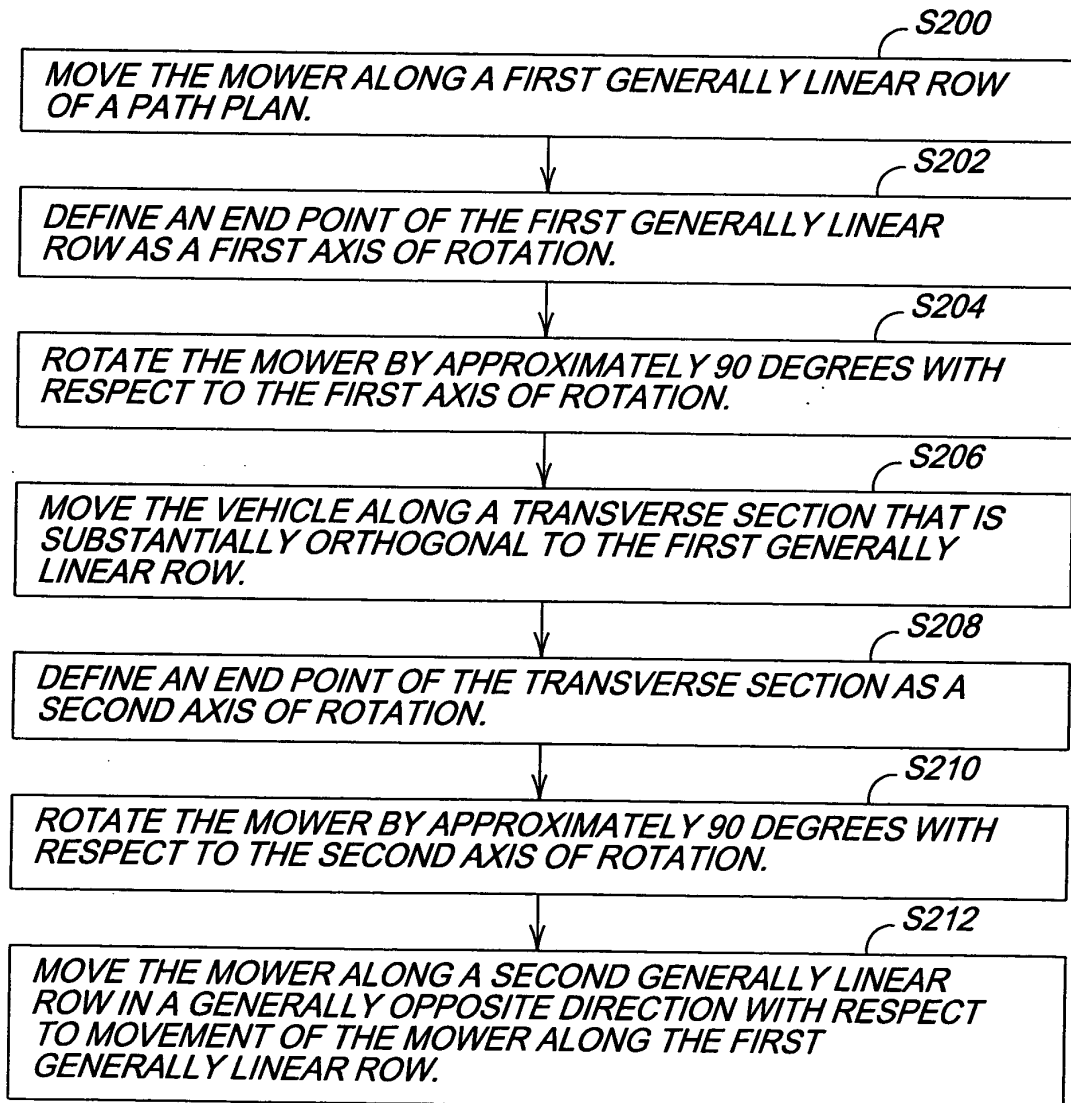 S200
MOVE THE MOWER ALONG A FIRST GENERALLY LINEAR ROW
OF A PATH PLAN.
S202
DEFINE AN END POINT OF THE FIRST GENERALLY LINEAR
ROW AS A FIRST AXIS OF ROTATION.
S204
ROTATE THE MOWER BY APPROXIMATELY 90 DEGREES WITH
RESPECT TO THE FIRST AXIS OF ROTATION.
S206
MOVE THE VEHICLE ALONG A TRANSVERSE SECTION THAT IS
SUBSTANTIALLY ORTHOGONAL TO THE FIRST GENERALLY
LINEAR ROW.
S208
DEFINE AN END POINT OF THE TRANSVERSE SECTION AS A
SECOND AXIS OF ROTATION.
S210
ROTATE THE MOWER BY APPROXIMATELY 90 DEGREES WITH
RESPECT TO THE SECOND AXIS OF ROTATION.
S212
MOVE THE MOWER ALONG A SECOND GENERALLY LINEAR
ROW IN A GENERALLY OPPOSITE DIRECTION WITH RESPECT
TO MOVEMENT OF THE MOWER ALONG THE FIRST
GENERALLY LINEAR ROW.